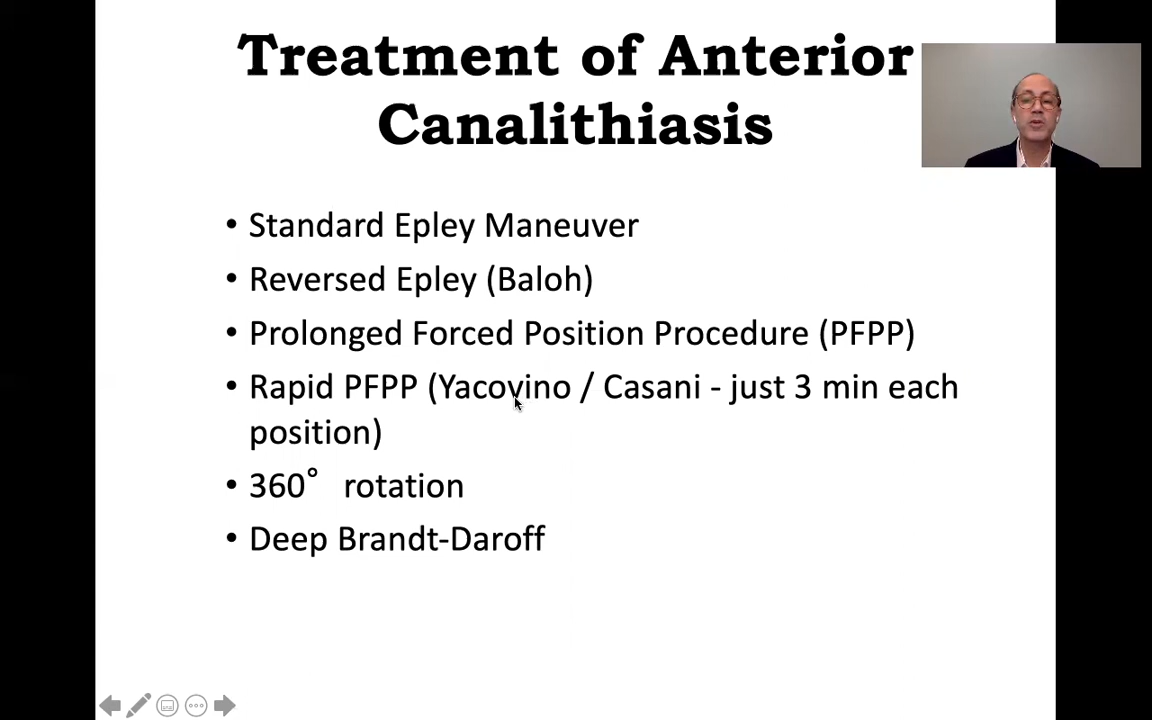 Treatment of Anterior
Canalithiasis
• Standard Epley Maneuver
• Reversed Epley (Baloh)
• Prolonged Forced Position Procedure (PFPP)
• Rapid PFPP (Yacovino / Casani - just 3 min each
position)
• 360° rotation
• Deep Brandt-Daroff